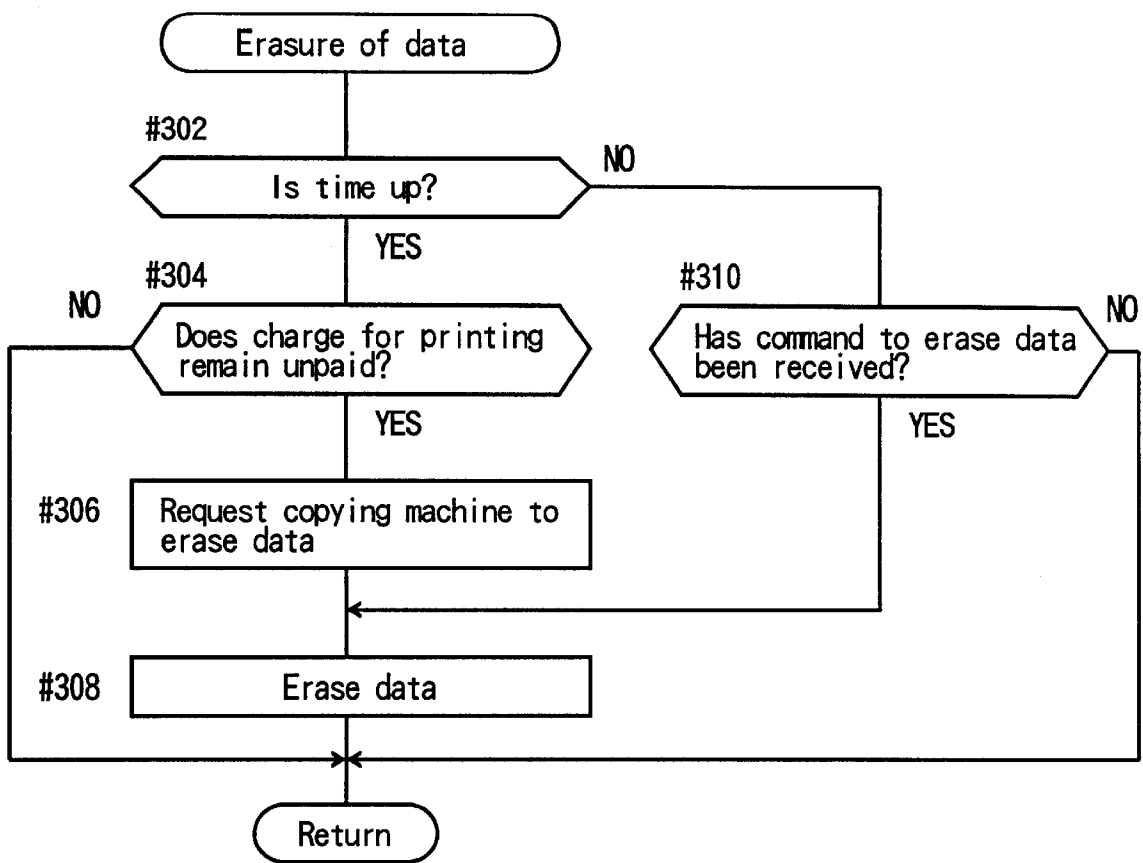 Erasure of data
#302
NO
Is time up?
YES
#304
#310
NO
NO
Does charge for printing
remain unpaid?
Has command to erase data
been received?
YES
YES
#306
Request copying machine to
erase data
#308
Erase data
Return